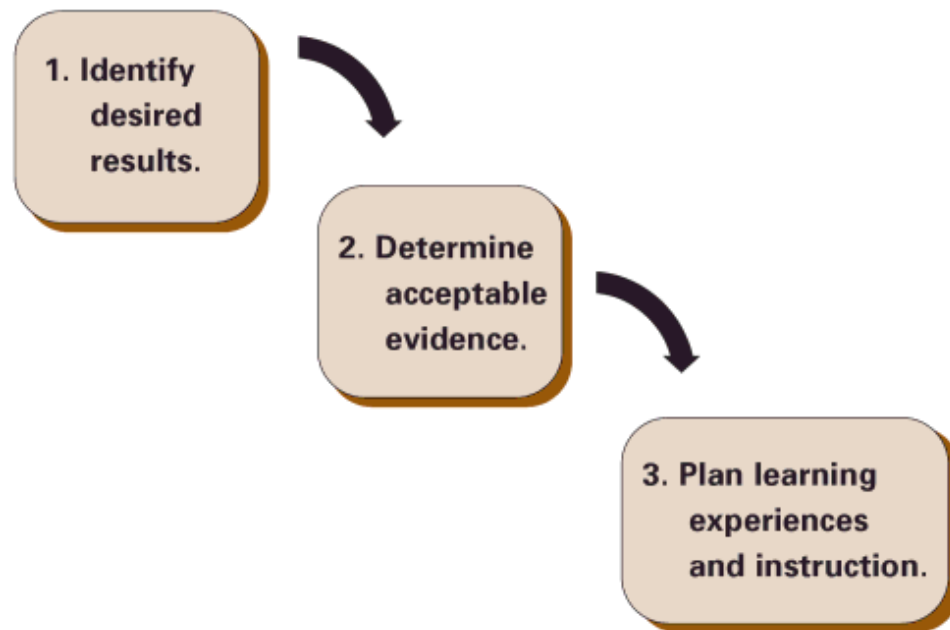 1. Identify
desired
results.
2. Determine
acceptable
evidence.
3. Plan learning
experiences
and instruction.